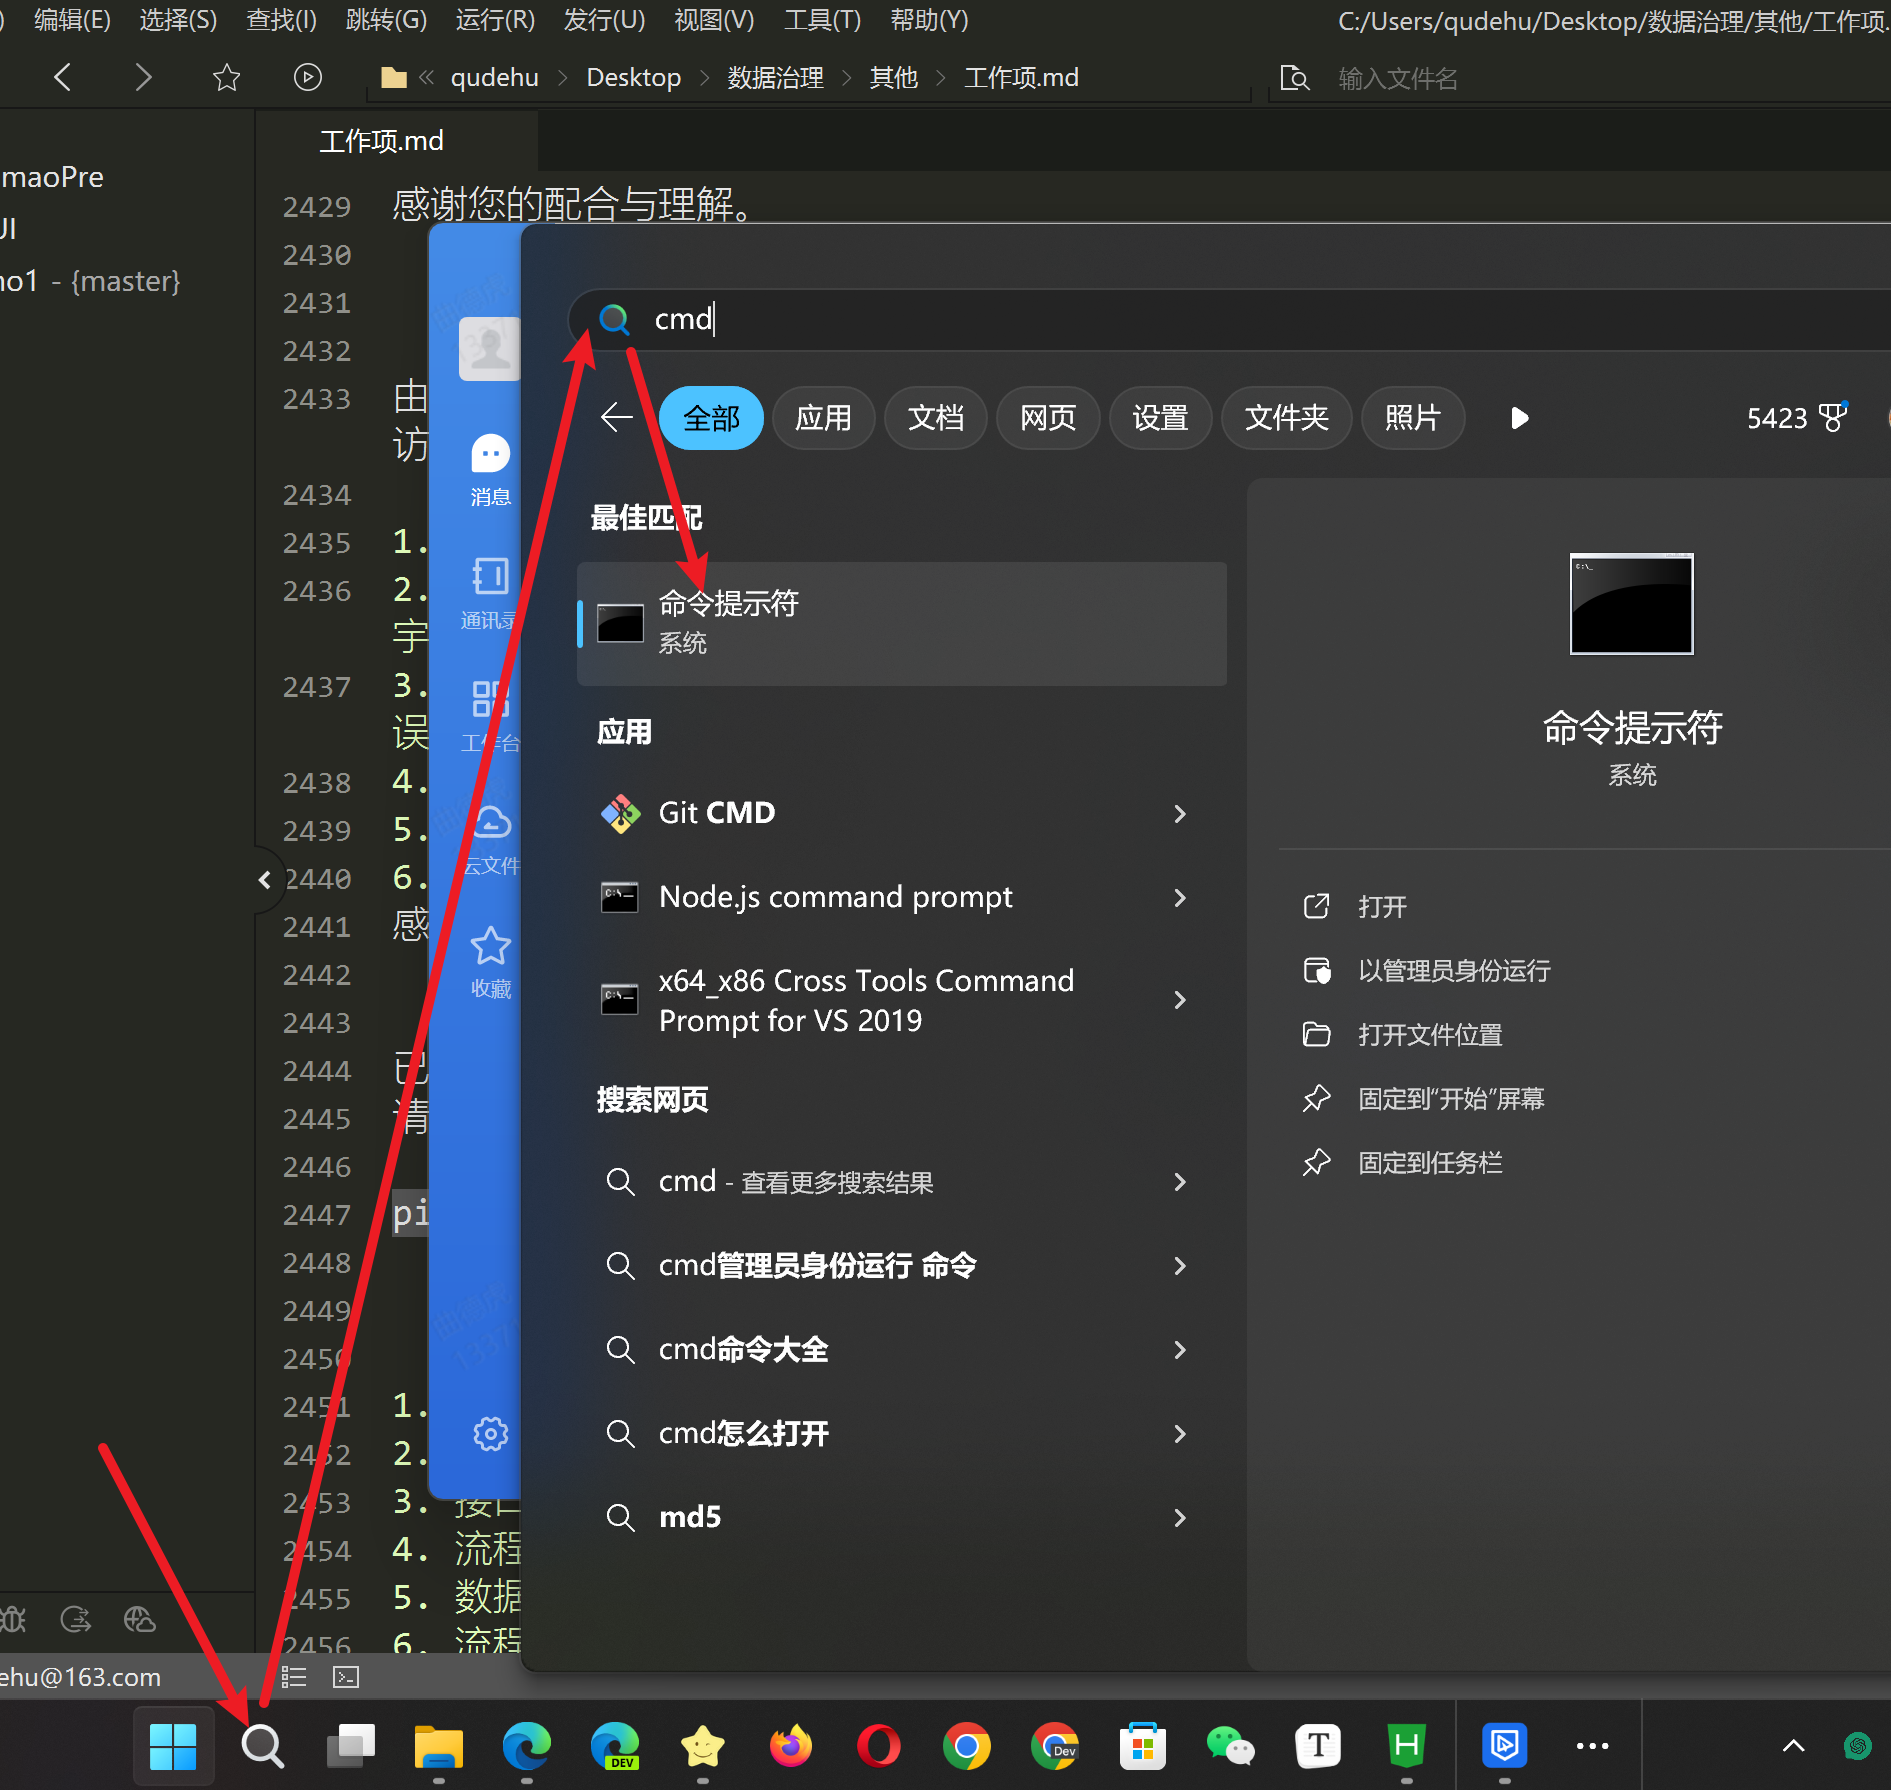 编辑(E) 选择(S) 查找(I) 跳转(G) 运行(R) 发行(U) 视图(V) 工具(T) 帮助(Y) C:/Users/qudehu/Desktop/数据治理/其他/工作项.
« qudehu > Desktop > 数据治理 > 其他 > 工作项.md 输入文件名
工作项.md
maoPre
UI
no1 - {master}
2429 感谢您的配合与理解。
2430
2431
2432
2433 由
访
2434
2435 1.
2436 2.
宇
2437 3.
误
2438 4.
2439 5.
2440 6.
2441 感
2442
2443
2444 已
2445 请
2446
2447 pi
2448
2449
2450
2451 1.
2452 2.
2453 3. 接口
2454 4. 流程
2455 5. 数据
2456 6. 流程
ehu@163.com
消息
通讯录
工作台
云文件
收藏
cmd
全部 应用 文档 网页 设置 文件夹 照片 5423
最佳匹配
命令提示符
系统
应用
Git CMD
Node.js command prompt
x64_x86 Cross Tools Command
Prompt for VS 2019
搜索网页
cmd - 查看更多搜索结果
cmd管理员身份运行 命令
cmd命令大全
cmd怎么打开
md5
命令提示符
系统
打开
以管理员身份运行
打开文件位置
固定到“开始”屏幕
固定到任务栏
DEV
Dev
T
H